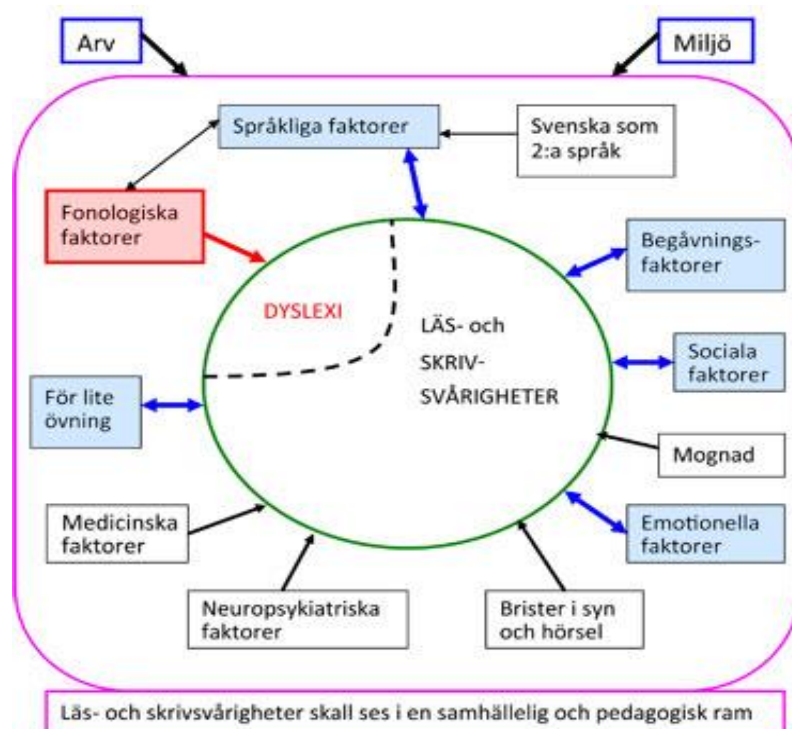 Arv
Miljö
Språkliga faktorer
Svenska som
2:a språk
Fonologiska
faktorer
Begåvnings-
faktorer
DYSLEXI
LÄS- och
SKRIV-
SVÅRIGHETER
Sociala
faktorer
För lite
övning
Mognad
Medicinska
faktorer
Emotionella
faktorer
Neuropsykiatriska
faktorer
Brister i syn
och hörsel
Läs- och skrivsvårigheter skall ses i en samhällelig och pedagogisk ram